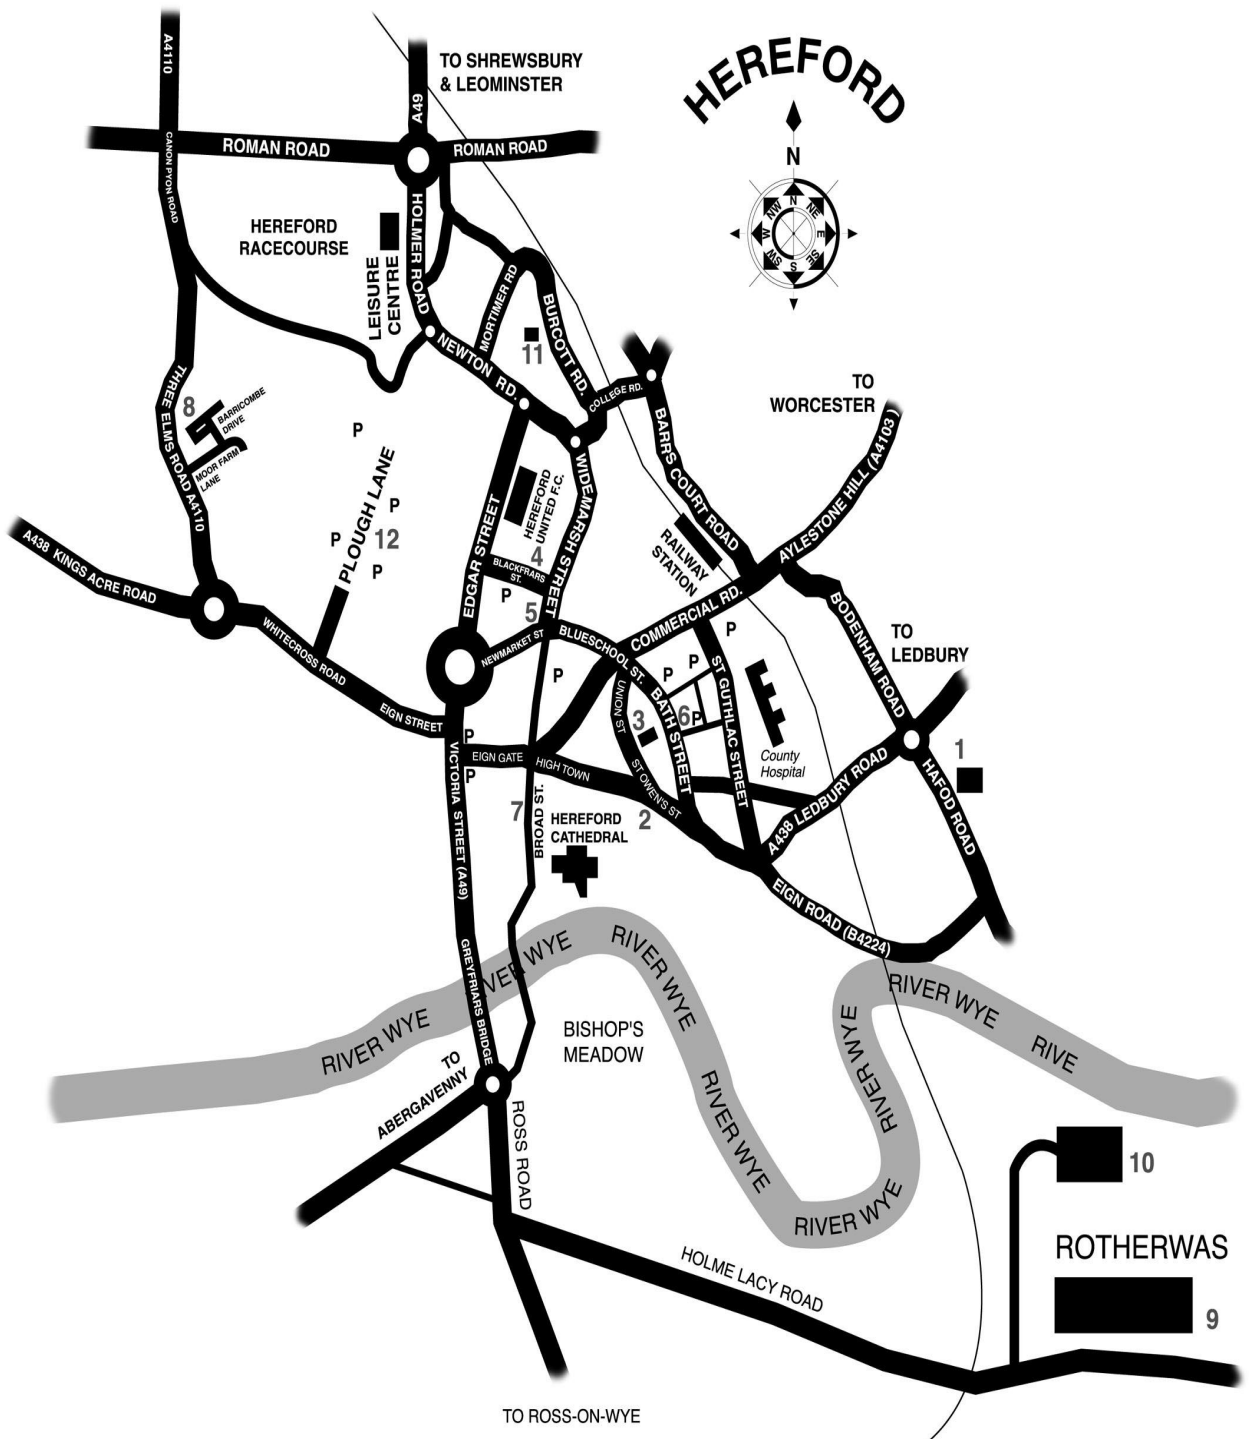 HEREFORD
N
N
NE
E
SE
S
SW
W
NW
A4110
A49
TO SHREWSBURY
& LEOMINSTER
ROMAN ROAD
ROMAN ROAD
CANON PYON ROAD
HOLMER ROAD
HEREFORD
RACECOURSE
LEISURE
CENTRE
MORTIMER RD
BURCOTT RD.
11
NEWTON RD.
COLLEGE RD.
TO
WORCESTER
THREE ELMS ROAD A4110
8
BARRICOMBE
DRIVE
MOOR FARM
LANE
P
PLOUGH LANE
P
P
12
P
BARRS COURT ROAD
AYLESTONE HILL (A4103 )
WIDEMARSH STREET
HEREFORD
UNITED F.C.
EDGAR STREET
4
BLACKFRIARS
ST.
P
5
RAILWAY
STATION
A438 KINGS ACRE ROAD
WHITECROSS ROAD
EIGN STREET
NEWMARKET ST
BLUESCHOOL ST.
COMMERCIAL RD.
P
P
P
P
BODENHAM ROAD
TO
LEDBURY
UNION ST
BATH STREET
ST GUTHLAC STREET
3
6
P
County
Hospital
1
P
EIGN GATE
P
HIGH TOWN
ST OWEN'S ST
VICTORIA STREET (A49)
7
BROAD ST.
HEREFORD
CATHEDRAL
2
A438 LEDBURY ROAD
HAFOD ROAD
EIGN ROAD (B4224)
GREYFRIARS BRIDGE
RIVER WYE
VER WYE
RIVER WYE
RIVER WYE
RIVER WYE
RIVER WYE
RIVER WYE
RIVE
BISHOP'S
MEADOW
TO
ABERGAVENNY
ROSS ROAD
10
ROTHERWAS
9
HOLME LACY ROAD
TO ROSS-ON-WYE